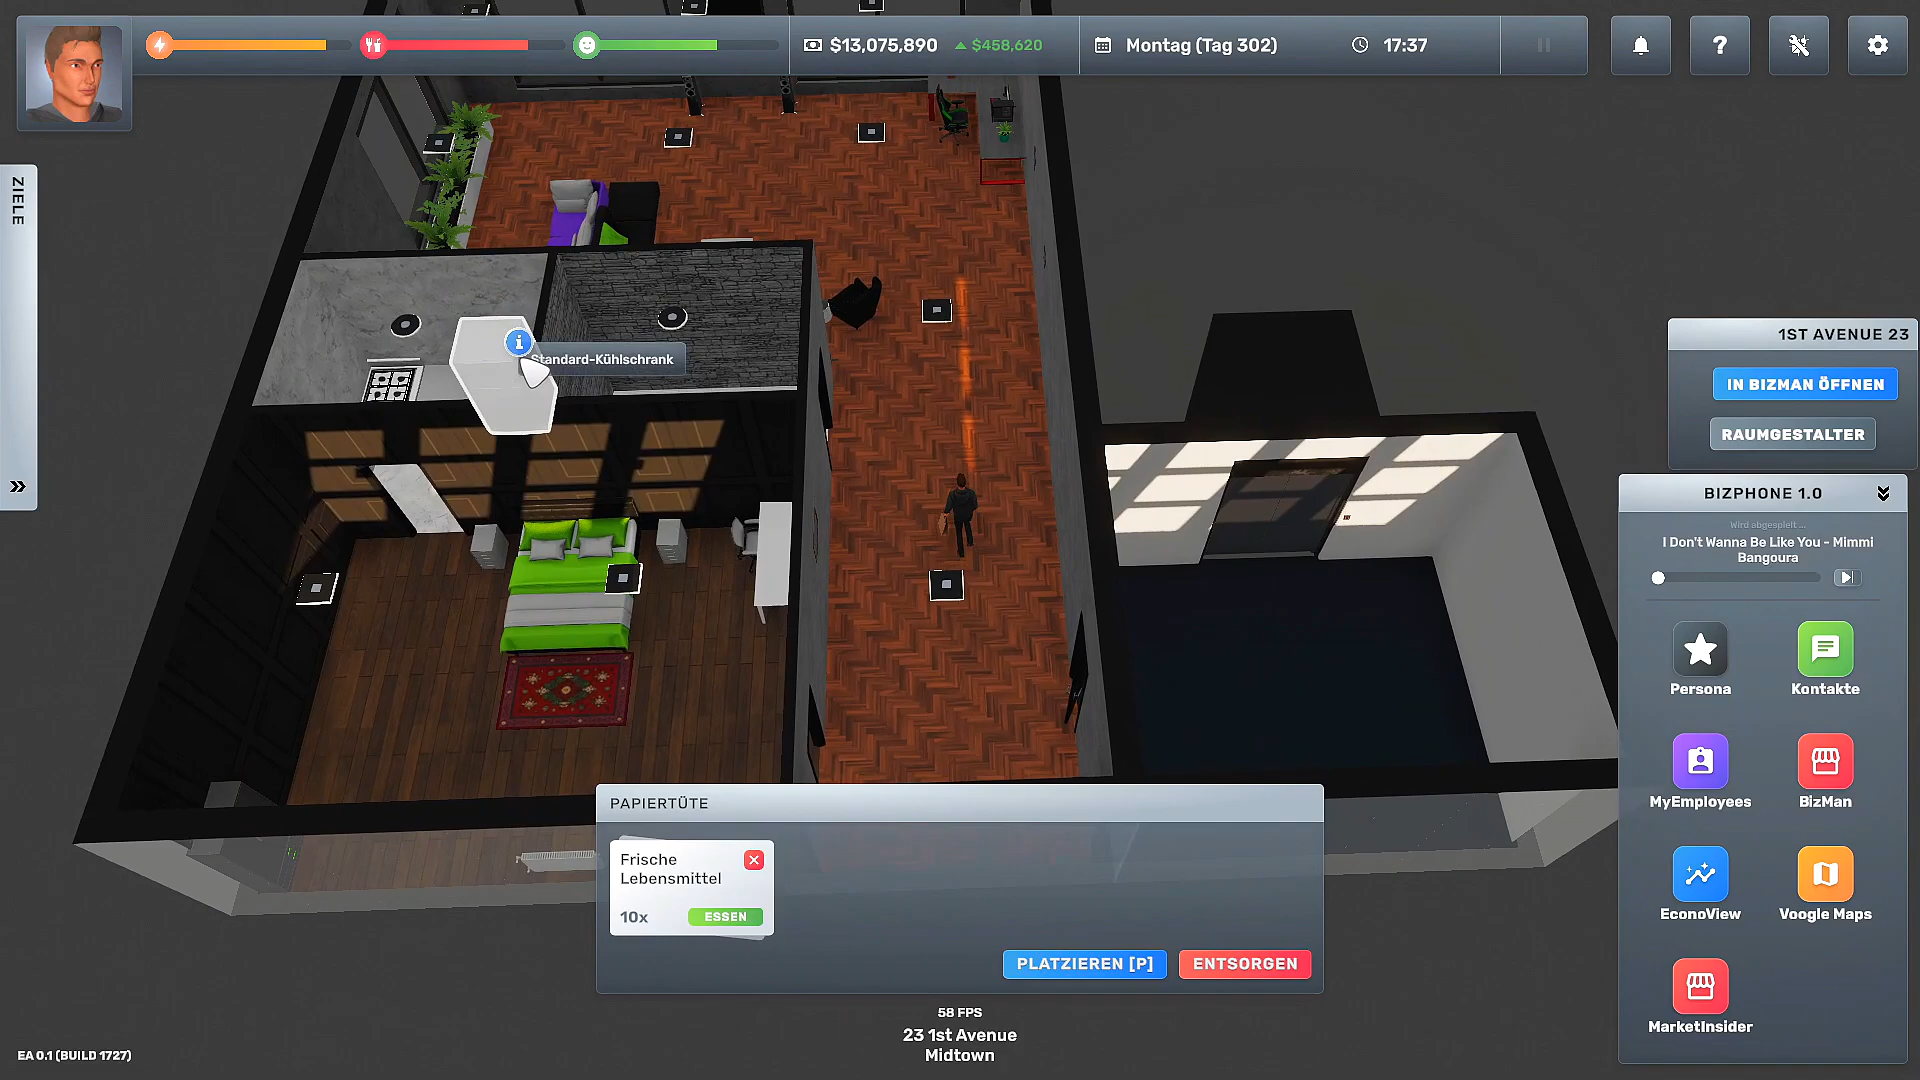 $13,075,890
$458,620
Montag (Tag 302)
17:37
ZIELE
Standard-Kühlschrank
1ST AVENUE 23
IN BIZMAN ÖFFNEN
RAUMGESTALTER
BIZPHONE 1.0
Wird abgespielt ...
I Don't Wanna Be Like You - Mimmi
Bangoura
Persona
Kontakte
MyEmployees
BizMan
EconoView
Voogle Maps
MarketInsider
PAPIERTÜTE
Frische
Lebensmittel
10x
ESSEN
PLATZIEREN [P]
ENTSORGEN
58 FPS
23 1st Avenue
Midtown
EA 0.1 (BUILD 1727)